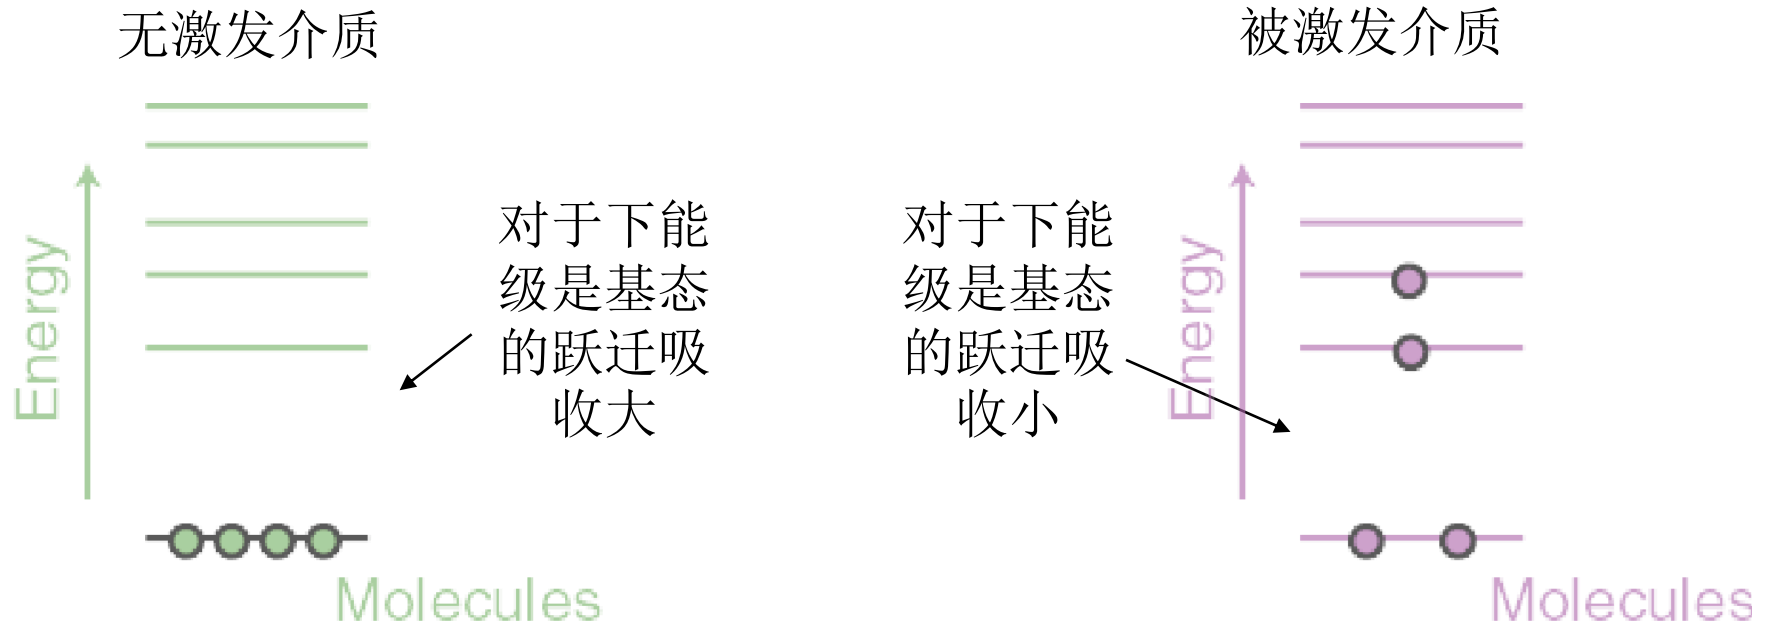 无激发介质
Energy
对于下能
级是基态
的跃迁吸
收大
Molecules
被激发介质
对于下能
级是基态
的跃迁吸
收小
Energy
Molecules